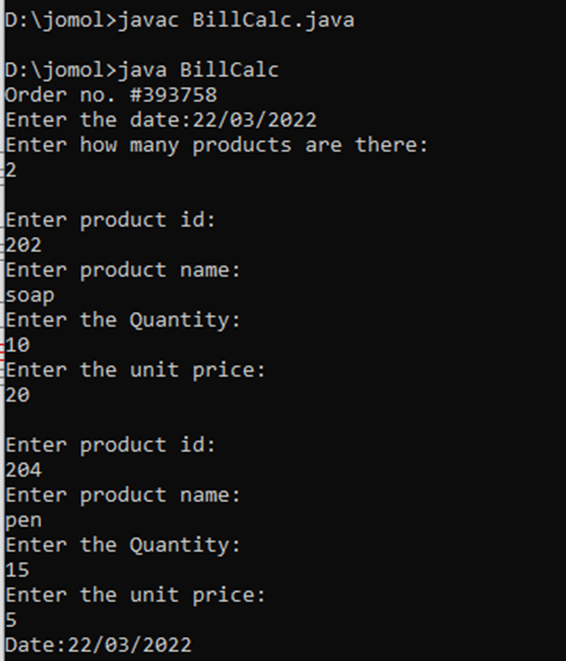 D:\jomol>javac BillCalc.java
D:\jomol>java BillCalc
Order no. #393758
Enter the date:22/03/2022
Enter how many products are there:
2
Enter product id:
202
Enter product name:
soap
Enter the Quantity:
10
Enter the unit price:
20
Enter product id:
204
Enter product name:
pen
Enter the Quantity:
15
Enter the unit price:
5
Date:22/03/2022